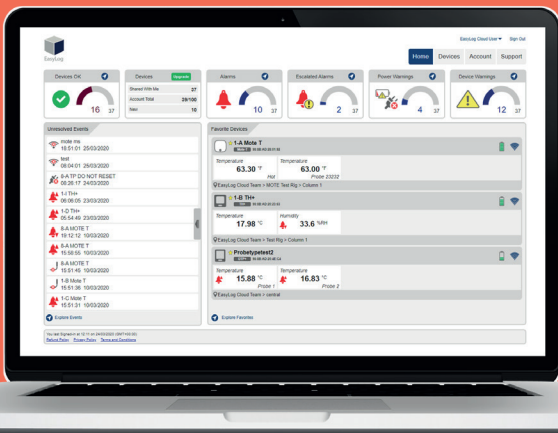 EasyLog Cloud User Sign Out
EasyLog
Home Devices Account Support
Devices OK
16 37
Devices Upgrade
Shared With Me 27
Account Total 28/100
New 10
Alarms
10 37
Escalated Alarms
2 37
Power Warnings
4 37
Device Warnings
12 37
Unresolved Events
mote ms
16:51:01 25/03/2020
test
08:04:01 25/03/2020
8-A TP DO NOT RESET
08:26:17 24/03/2020
1-I TH+
08:06:05 23/03/2020
1-D TH+
05:54:49 23/03/2020
8-A MOTE T
19:12:12 10/03/2020
8-A MOTE T
15:58:55 10/03/2020
8-A MOTE T
15:51:45 10/03/2020
1-B Mote T
15:51:36 10/03/2020
1-C Mote T
15:51:31 10/03/2020
Explore Events
Favorite Devices
1-A Mote T
Temperature Temperature
63.30 °C 63.00 °C
Hot Probe 23232
EasyLog Cloud Team > MOTE Test Rig > Column 1
1-B TH+
Temperature Humidity
17.98 °C 33.6 %RH
EasyLog Cloud Team > Test Rig > Column 1
Probetypetest2
Temperature Temperature
15.88 °C 16.83 °C
Probe 1 Probe 2
EasyLog Cloud Team > central
Explore Favorites
Refund Policy Privacy Policy Terms and Conditions